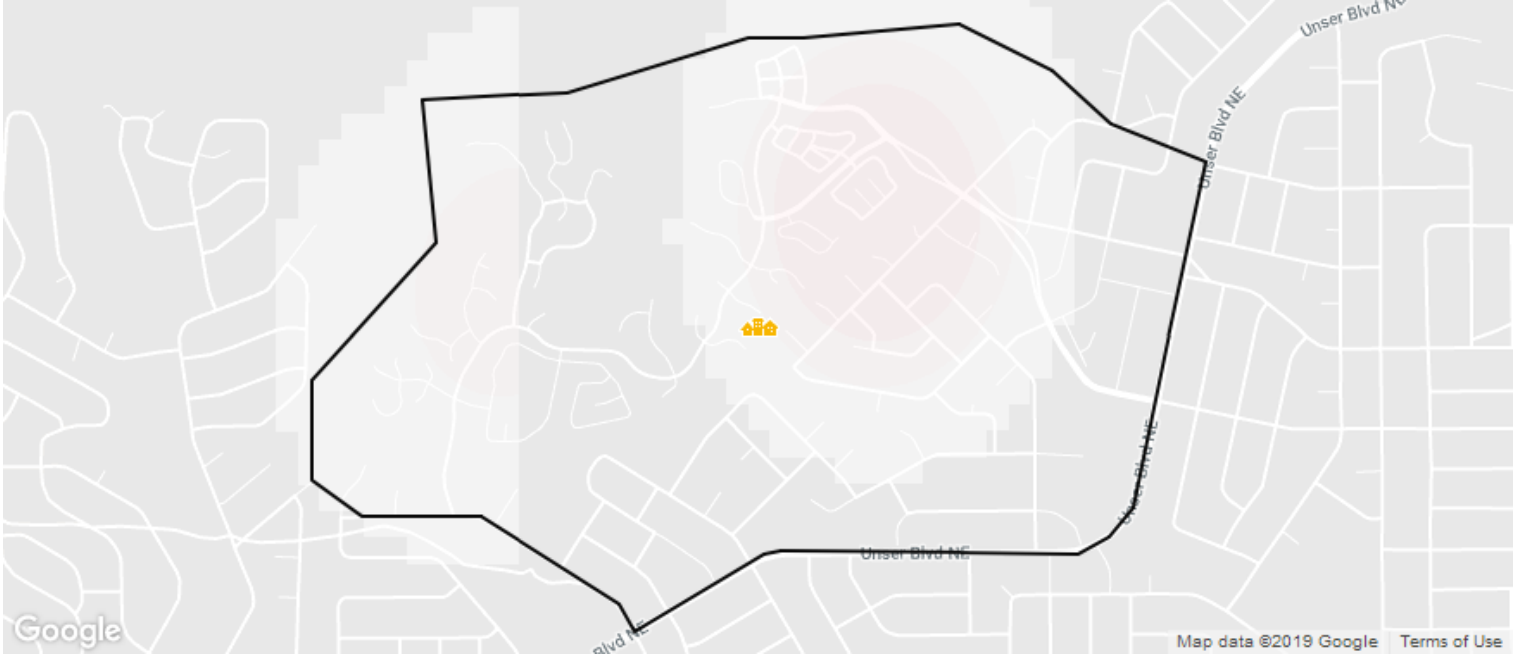 Unser Blvd NE
Unser Blvd NE
Unser Blvd NE
Unser Blvd NE
Blvd NE
Google
Map data ©2019 Google
Terms of Use